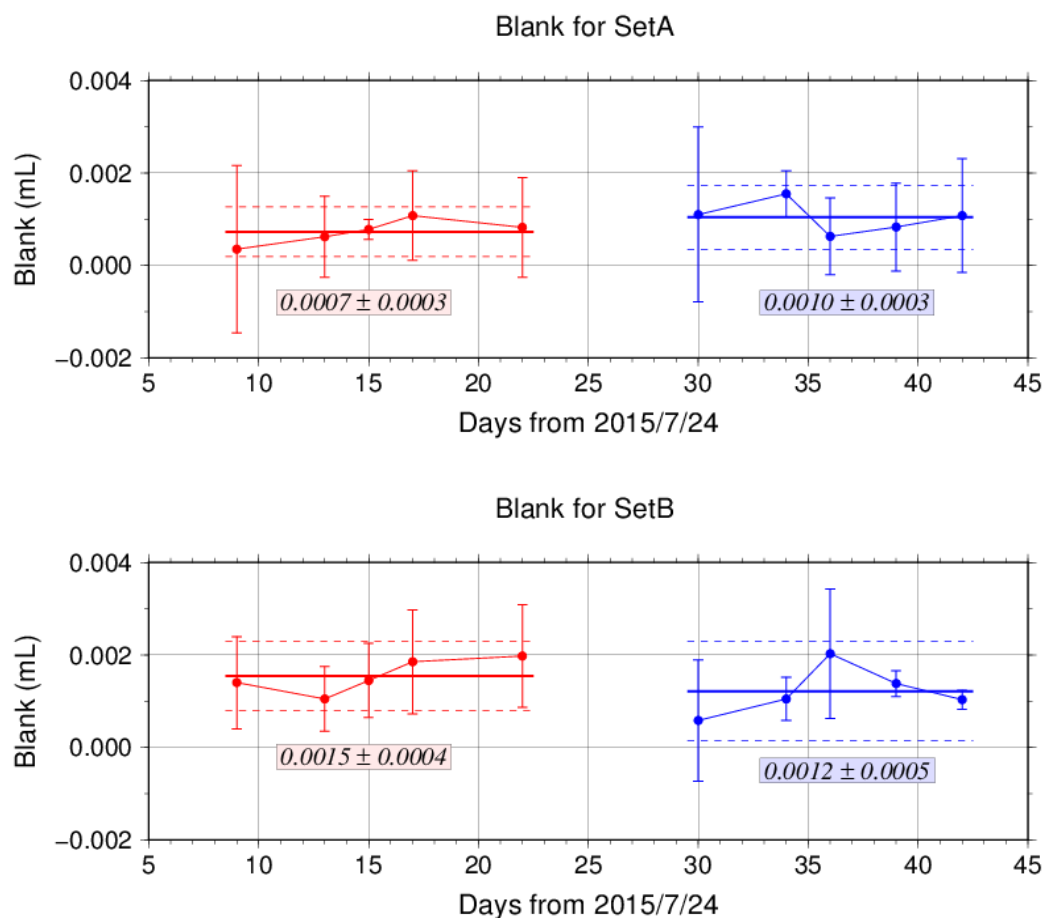 Blank for SetA
0.004
0.002
0.000
−0.002
Blank (mL)
0.0007 ± 0.0003
0.0010 ± 0.0003
5 10 15 20 25 30 35 40 45
Days from 2015/7/24
Blank for SetB
0.004
0.002
0.000
−0.002
Blank (mL)
0.0015 ± 0.0004
0.0012 ± 0.0005
5 10 15 20 25 30 35 40 45
Days from 2015/7/24